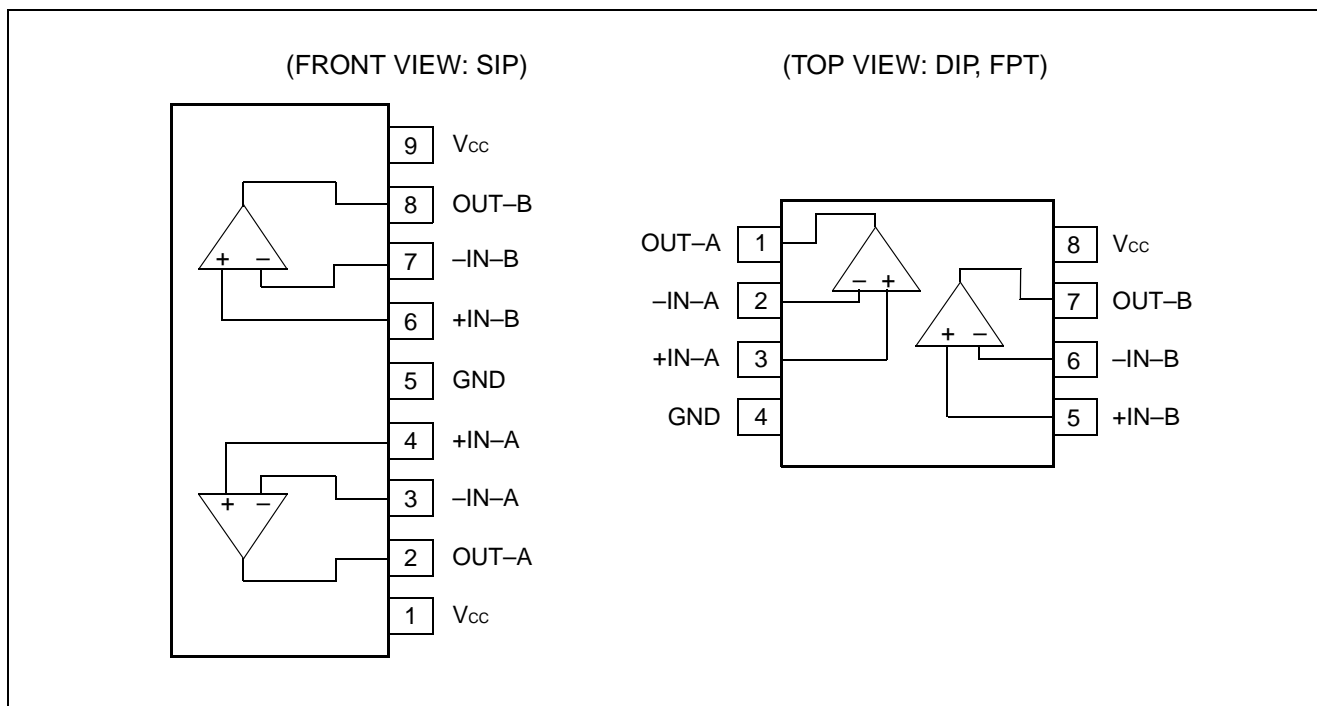 (FRONT VIEW: SIP)
9 Vcc
8 OUT–B
7 –IN–B
6 +IN–B
5 GND
4 +IN–A
3 –IN–A
2 OUT–A
1 Vcc
+ –
+ –
(TOP VIEW: DIP, FPT)
OUT–A 1
–IN–A 2
+IN–A 3
GND 4
– +
+ –
8 Vcc
7 OUT–B
6 –IN–B
5 +IN–B